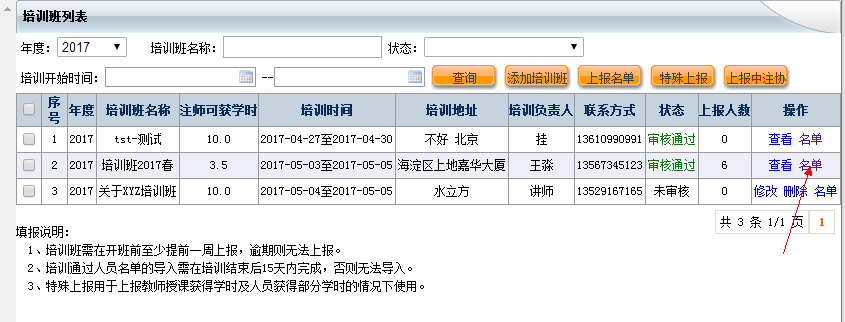 培训班列表
年度： 2017 培训班名称： 状态：
培训开始时间： -- 查询 添加培训班 上报名单 特殊上报 上报中注协
序号 年度 培训班名称 注师可获学时 培训时间 培训地址 培训负责人 联系方式 状态 上报人数 操作
1 2017 tst-测试 10.0 2017-04-27至2017-04-30 不好 北京 挂 13610990991 审核通过 0 查看 名单
2 2017 培训班2017春 3.5 2017-05-03至2017-05-05 海淀区上地嘉华大厦 王淼 13567345123 审核通过 6 查看 名单
3 2017 关于XYZ培训班 10.0 2017-05-04至2017-05-05 水立方 讲师 13529167165 未审核 0 修改 删除 名单
共 3 条 1/1 页 1
填报说明：
1、培训班需在开班前至少提前一周上报，逾期则无法上报。
2、培训通过人员名单的导入需在培训结束后15天内完成，否则无法导入。
3、特殊上报用于上报教师授课获得学时及人员获得部分学时的情况下使用。